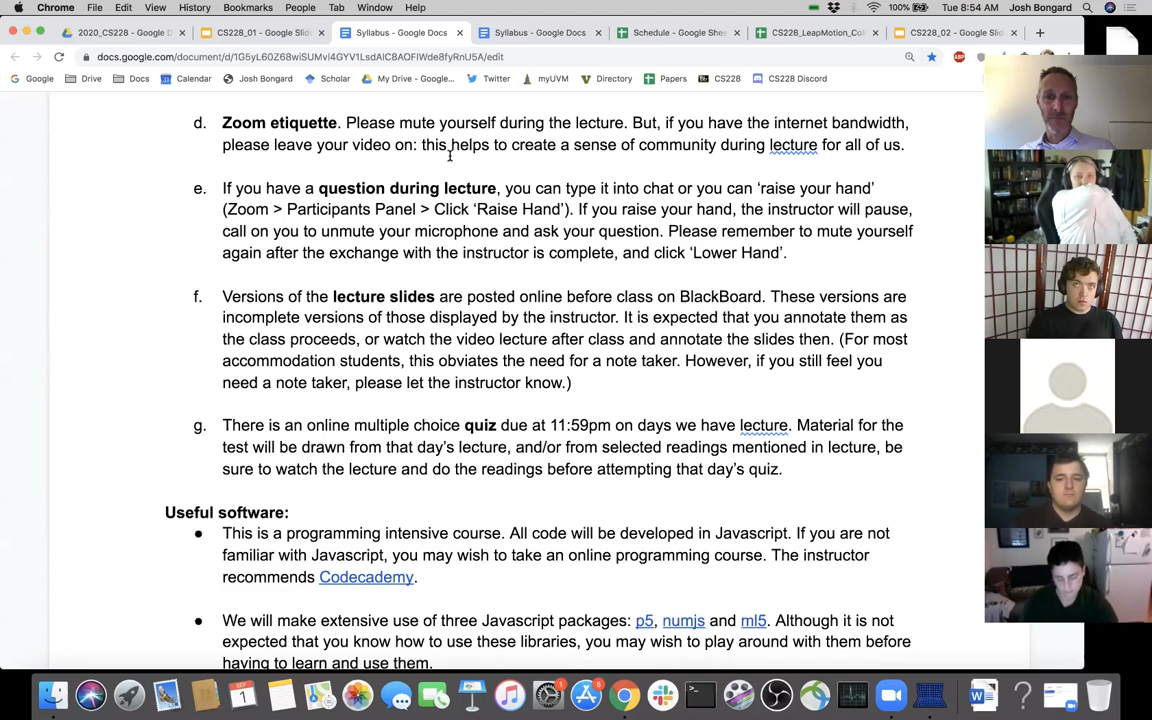 Chrome File Edit View History Bookmarks People Tab Window Help 100% Tue 8:54 AM Josh Bongard
2020_CS228 - Google D CS228_01 - Google Slid Syllabus - Google Docs Syllabus - Google Docs Schedule - Google Shee CS228_LeapMotion_Col CS228_02 - Google Slid
docs.google.com/document/d/1G5yL60Z68wiSUMvl4GYV1LsdAlC8AOFIWde8fyRnU5A/edit
Google Drive Docs Calendar Josh Bongard Scholar My Drive - Google... Twitter myUVM Directory Papers CS228 CS228 Discord
d. Zoom etiquette. Please mute yourself during the lecture. But, if you have the internet bandwidth,
please leave your video on: this helps to create a sense of community during lecture for all of us.
e. If you have a question during lecture, you can type it into chat or you can ‘raise your hand’
(Zoom > Participants Panel > Click ‘Raise Hand’). If you raise your hand, the instructor will pause,
call on you to unmute your microphone and ask your question. Please remember to mute yourself
again after the exchange with the instructor is complete, and click ‘Lower Hand’.
f. Versions of the lecture slides are posted online before class on BlackBoard. These versions are
incomplete versions of those displayed by the instructor. It is expected that you annotate them as
the class proceeds, or watch the video lecture after class and annotate the slides then. (For most
accommodation students, this obviates the need for a note taker. However, if you still feel you
need a note taker, please let the instructor know.)
g. There is an online multiple choice quiz due at 11:59pm on days we have lecture. Material for the
test will be drawn from that day’s lecture, and/or from selected readings mentioned in lecture, be
sure to watch the lecture and do the readings before attempting that day’s quiz.
Useful software:
● This is a programming intensive course. All code will be developed in Javascript. If you are not
familiar with Javascript, you may wish to take an online programming course. The instructor
recommends Codecademy.
● We will make extensive use of three Javascript packages: p5, numjs and ml5. Although it is not
expected that you know how to use these libraries, you may wish to play around with them before
having to learn and use them.